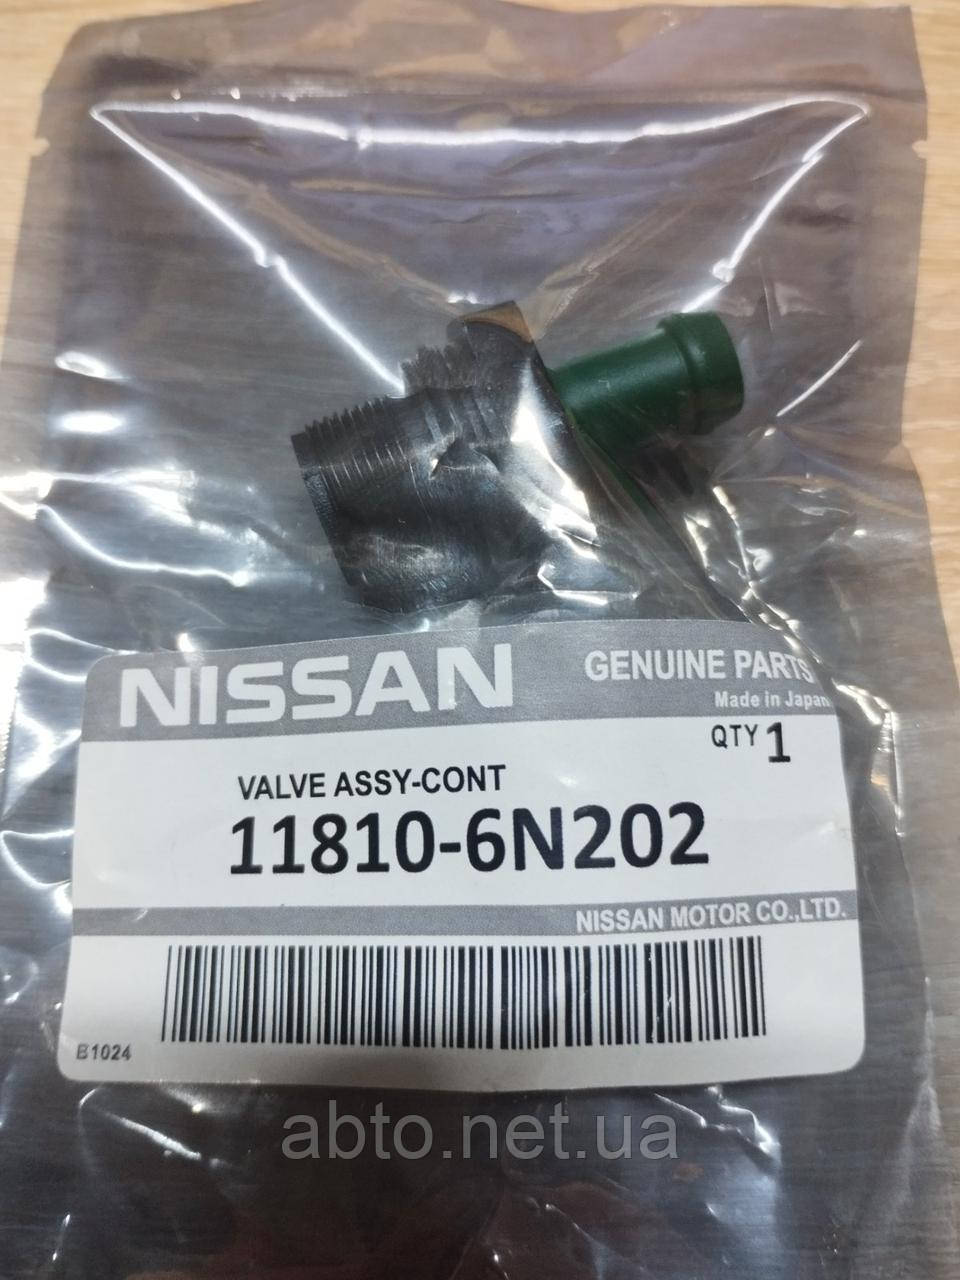 NISSAN
GENUINE PARTS
Made in Japan
QTY 1
VALVE ASSY-CONT
11810-6N202
NISSAN MOTOR CO.,LTD.
B1024
abto.net.ua